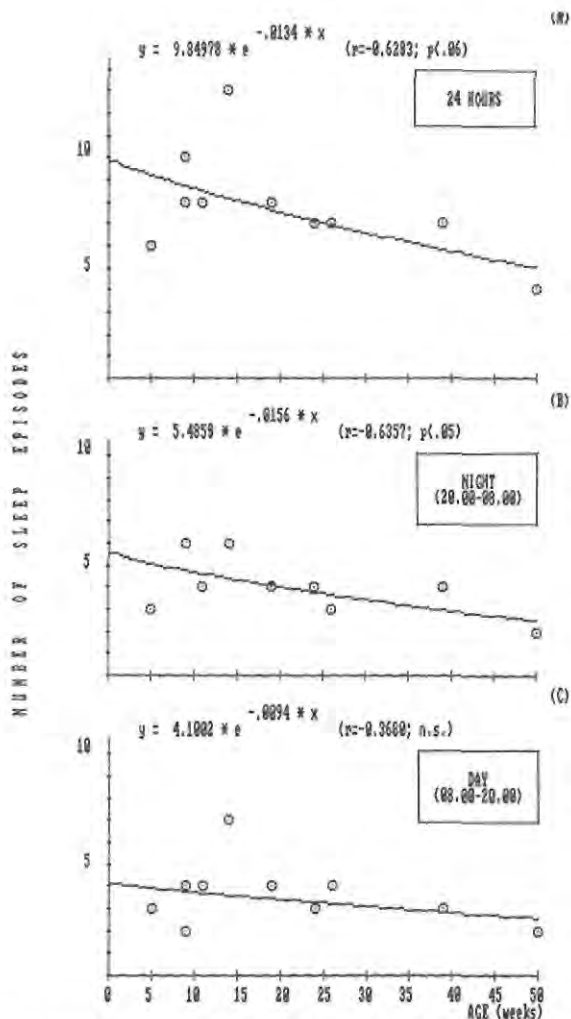 (A)
-.0134 * x
y = 9.84978 * e (r=-0.6283; p(.06)
24 HOURS
10
5
NUMBER OF SLEEP EPISODES
(B)
-.0156 * x
y = 5.4859 * e (r=-0.6357; p(.05)
10
NIGHT
(20.00-08.00)
5
(C)
-.0094 * x
y = 4.1002 * e (r=-0.3660; n.s.)
10
DAY
(08.00-20.00)
5
0 5 10 15 20 25 30 35 40 45 50
AGE (weeks)